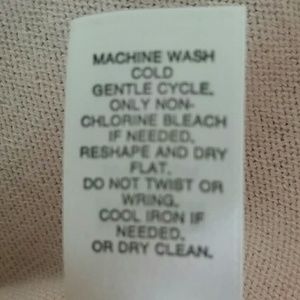 MACHINE WASH
COLD
GENTLE CYCLE,
ONLY NON-
CHLORINE BLEACH
IF NEEDED,
RESHAPE AND DRY
FLAT.
DO NOT TWIST OR
WRING.
COOL IRON IF
NEEDED.
OR DRY CLEAN.